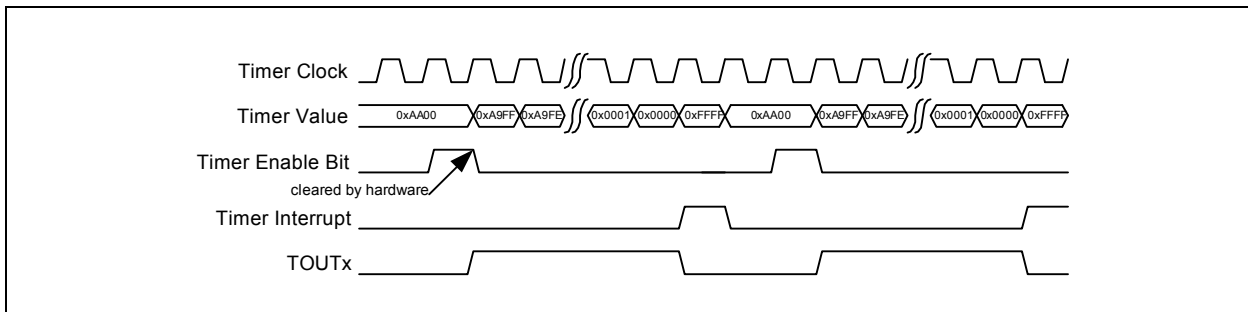 Timer Clock
Timer Value 0xAA00 0xA9FF 0xA9FE 0x0001 0x0000 0xFFFF 0xAA00 0xA9FF 0xA9FE 0x0001 0x0000 0xFFFF
Timer Enable Bit
cleared by hardware
Timer Interrupt
TOUTx